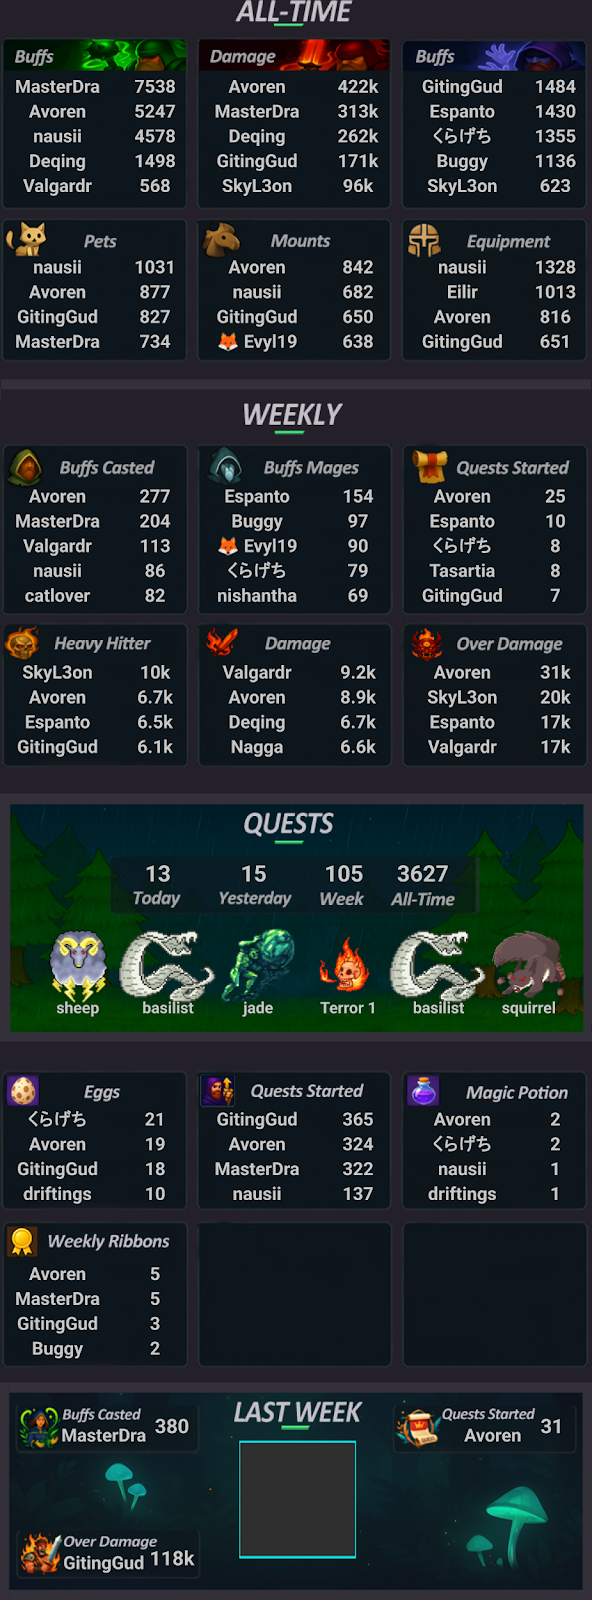 ALL-TIME
Buffs
MasterDra 7538
Avoren 5247
nausii 4578
Deqing 1498
Valgardr 568
Damage
Avoren 422k
MasterDra 313k
Deqing 262k
GitingGud 171k
SkyL3on 96k
Buffs
GitingGud 1484
Espanto 1430
くらげち 1355
Buggy 1136
SkyL3on 623
Pets
nausii 1031
Avoren 877
GitingGud 827
MasterDra 734
Mounts
Avoren 842
nausii 682
GitingGud 650
🦊 Evyl19 638
Equipment
nausii 1328
Eilir 1013
Avoren 816
GitingGud 651
WEEKLY
Buffs Casted
Avoren 277
MasterDra 204
Valgardr 113
nausii 86
catlover 82
Buffs Mages
Espanto 154
Buggy 97
🦊 Evyl19 90
くらげち 79
nishantha 69
Quests Started
Avoren 25
Espanto 10
くらげち 8
Tasartia 8
GitingGud 7
Heavy Hitter
SkyL3on 10k
Avoren 6.7k
Espanto 6.5k
GitingGud 6.1k
Damage
Valgardr 9.2k
Avoren 8.9k
Deqing 6.7k
Nagga 6.6k
Over Damage
Avoren 31k
SkyL3on 20k
Espanto 17k
Valgardr 17k
QUESTS
13 15 105 3627
Today Yesterday Week All-Time
sheep basilist jade Terror 1 basilist squirrel
Eggs
くらげち 21
Avoren 19
GitingGud 18
driftings 10
Quests Started
GitingGud 365
Avoren 324
MasterDra 322
nausii 137
Magic Potion
Avoren 2
くらげち 2
nausii 1
driftings 1
Weekly Ribbons
Avoren 5
MasterDra 5
GitingGud 3
Buggy 2
LAST WEEK
Buffs Casted
MasterDra 380
Quests Started
Avoren 31
Over Damage
GitingGud 118k